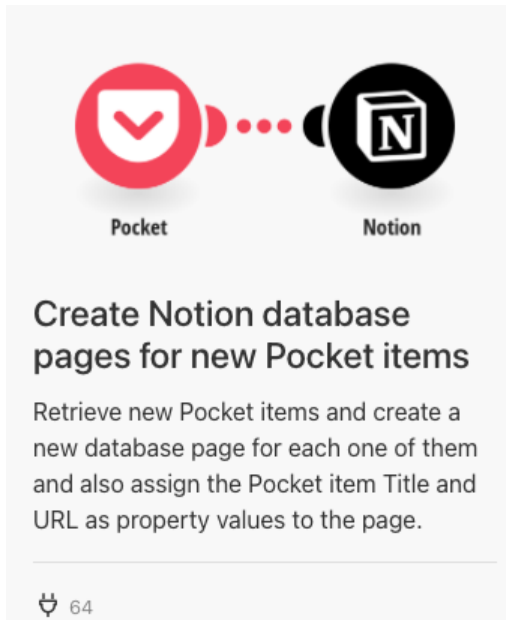 N
Pocket Notion
Create Notion database
pages for new Pocket items
Retrieve new Pocket items and create a
new database page for each one of them
and also assign the Pocket item Title and
URL as property values to the page.
64